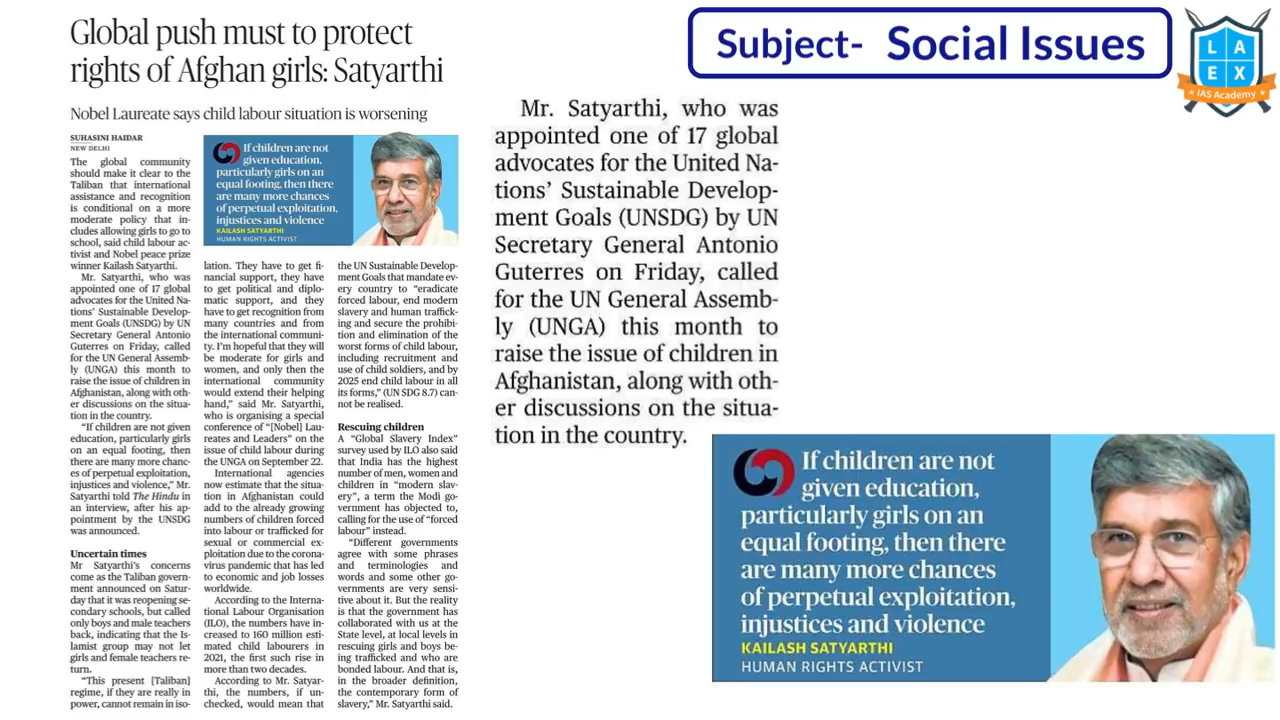 Global push must to protect
rights of Afghan girls: Satyarthi
Nobel Laureate says child labour situation is worsening
SUHASINI HAIDAR
NEW DELHI
The global community
should make it clear to the
Taliban that international
assistance and recognition
is conditional on a more
moderate policy that in-
cludes allowing girls to go to
school, said child labour ac-
tivist and Nobel peace prize
winner Kailash Satyarthi.
Mr. Satyarthi, who was
appointed one of 17 global
advocates for the United Na-
tions' Sustainable Develop-
ment Goals (UNSDG) by UN
Secretary General Antonio
Guterres on Friday, called
for the UN General Assemb-
ly (UNGA) this month to
raise the issue of children in
Afghanistan, along with oth-
er discussions on the situa-
tion in the country.
"If children are not given
education, particularly girls
on an equal footing, then
there are many more chanc-
es of perpetual exploitation,
injustices and violence," Mr.
Satyarthi told The Hindu in
an interview, after his ap-
pointment by the UNSDG
was announced.
Uncertain times
Mr Satyarthi's concerns
come as the Taliban govern-
ment announced on Satur-
day that it was reopening se-
condary schools, but called
only boys and male teachers
back, indicating that the Is-
lamist group may not let
girls and female teachers re-
turn.
"This present [Taliban]
regime, if they are really in
power, cannot remain in iso-
If children are not
given education,
particularly girls on an
equal footing, then there
are many more chances
of perpetual exploitation,
injustices and violence
KAILASH SATYARTHI
HUMAN RIGHTS ACTIVIST
lation. They have to get fi-
nancial support, they have
to get political and diplo-
matic support, and they
have to get recognition from
many countries and from
the international communi-
ty. I'm hopeful that they will
be moderate for girls and
women, and only then the
international community
would extend their helping
hand," said Mr. Satyarthi,
who is organising a special
conference of "[Nobel] Lau-
reates and Leaders" on the
issue of child labour during
the UNGA on September 22.
International agencies
now estimate that the situa-
tion in Afghanistan could
add to the already growing
numbers of children forced
into labour or trafficked for
sexual or commercial ex-
ploitation due to the corona-
virus pandemic that has led
to economic and job losses
worldwide.
According to the Interna-
tional Labour Organisation
(ILO), the numbers have in-
creased to 160 million esti-
mated child labourers in
2021, the first such rise in
more than two decades.
According to Mr. Satyar-
thi, the numbers, if un-
checked, would mean that
the UN Sustainable Develop-
ment Goals that mandate ev-
ery country to "eradicate
forced labour, end modern
slavery and human traffick-
ing and secure the prohibi-
tion and elimination of the
worst forms of child labour,
including recruitment and
use of child soldiers, and by
2025 end child labour in all
its forms," (UN SDG 8.7) can-
not be realised.
Rescuing children
A "Global Slavery Index"
survey used by ILO also said
that India has the highest
number of men, women and
children in "modern slav-
ery", a term the Modi go-
vernment has objected to,
calling for the use of "forced
labour" instead.
"Different governments
agree with some phrases
and terminologies and
words and some other go-
vernments are very sensi-
tive about it. But the reality
is that the government has
collaborated with us at the
State level, at local levels in
rescuing girls and boys be-
ing trafficked and who are
bonded labour. And that is,
in the broader definition,
the contemporary form of
slavery," Mr. Satyarthi said.
Subject- Social Issues
L A
E X
IAS Academy
Mr. Satyarthi, who was
appointed one of 17 global
advocates for the United Na-
tions' Sustainable Develop-
ment Goals (UNSDG) by UN
Secretary General Antonio
Guterres on Friday, called
for the UN General Assemb-
ly (UNGA) this month to
raise the issue of children in
Afghanistan, along with oth-
er discussions on the situa-
tion in the country.
If children are not
given education,
particularly girls on an
equal footing, then there
are many more chances
of perpetual exploitation,
injustices and violence
KAILASH SATYARTHI
HUMAN RIGHTS ACTIVIST